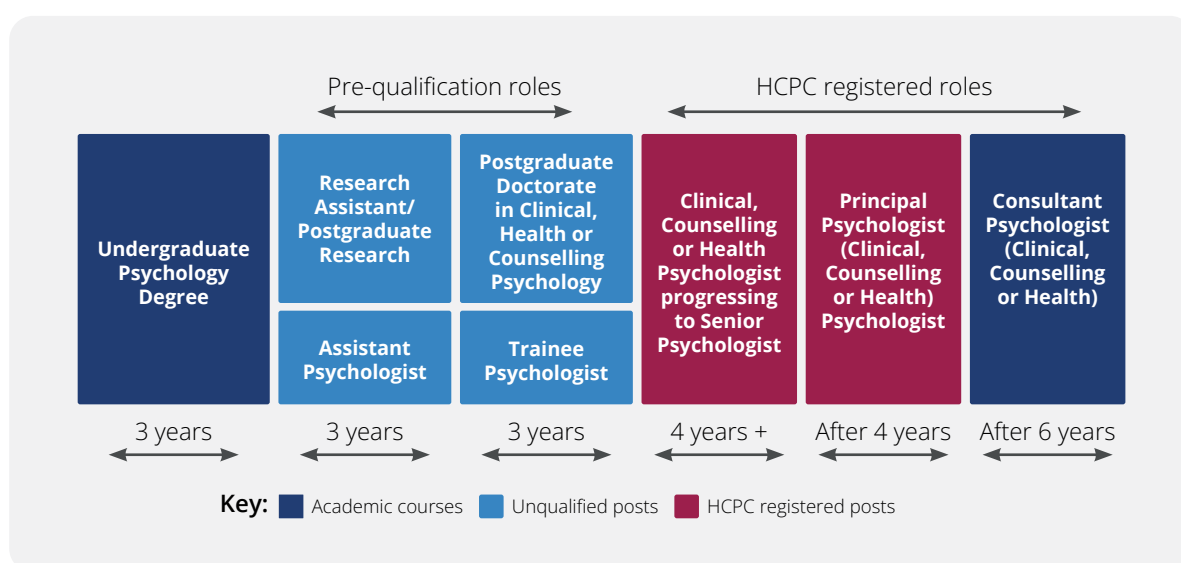 Pre-qualification roles
HCPC registered roles
Undergraduate
Psychology
Degree
Research
Assistant/
Postgraduate
Research
Assistant
Psychologist
Postgraduate
Doctorate
in Clinical,
Health or
Counselling
Psychology
Trainee
Psychologist
Clinical,
Counselling
or Health
Psychologist
progressing
to Senior
Psychologist
Principal
Psychologist
(Clinical,
Counselling
or Health)
Psychologist
Consultant
Psychologist
(Clinical,
Counselling
or Health)
3 years
3 years
3 years
4 years +
After 4 years
After 6 years
Key: Academic courses Unqualified posts HCPC registered posts